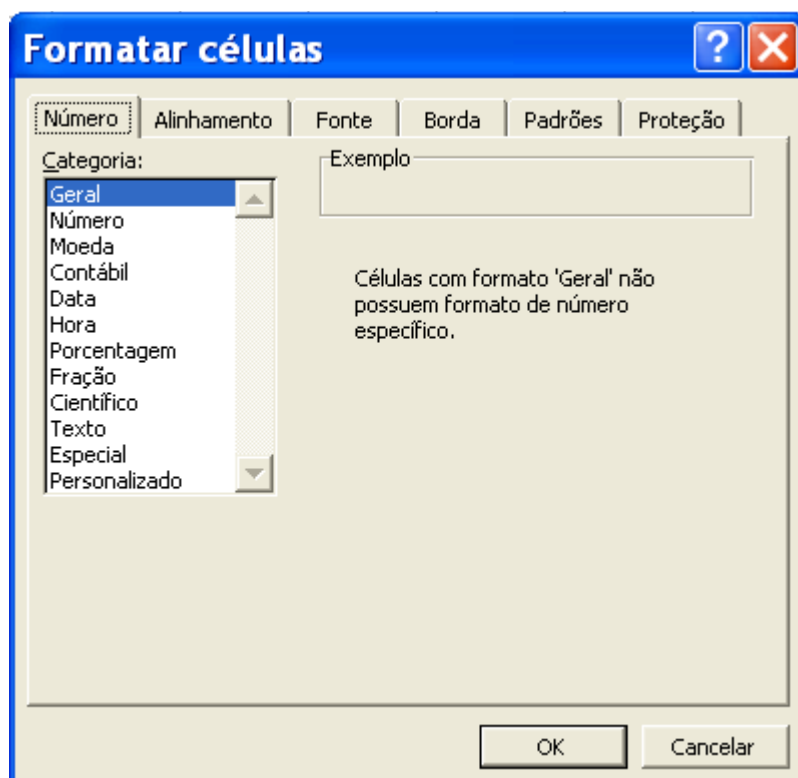 Formatar células
Número
Alinhamento
Fonte
Borda
Padrões
Proteção
Categoria:
Geral
Número
Moeda
Contábil
Data
Hora
Porcentagem
Fração
Científico
Texto
Especial
Personalizado
Exemplo
Células com formato 'Geral' não
possuem formato de número
específico.
OK
Cancelar